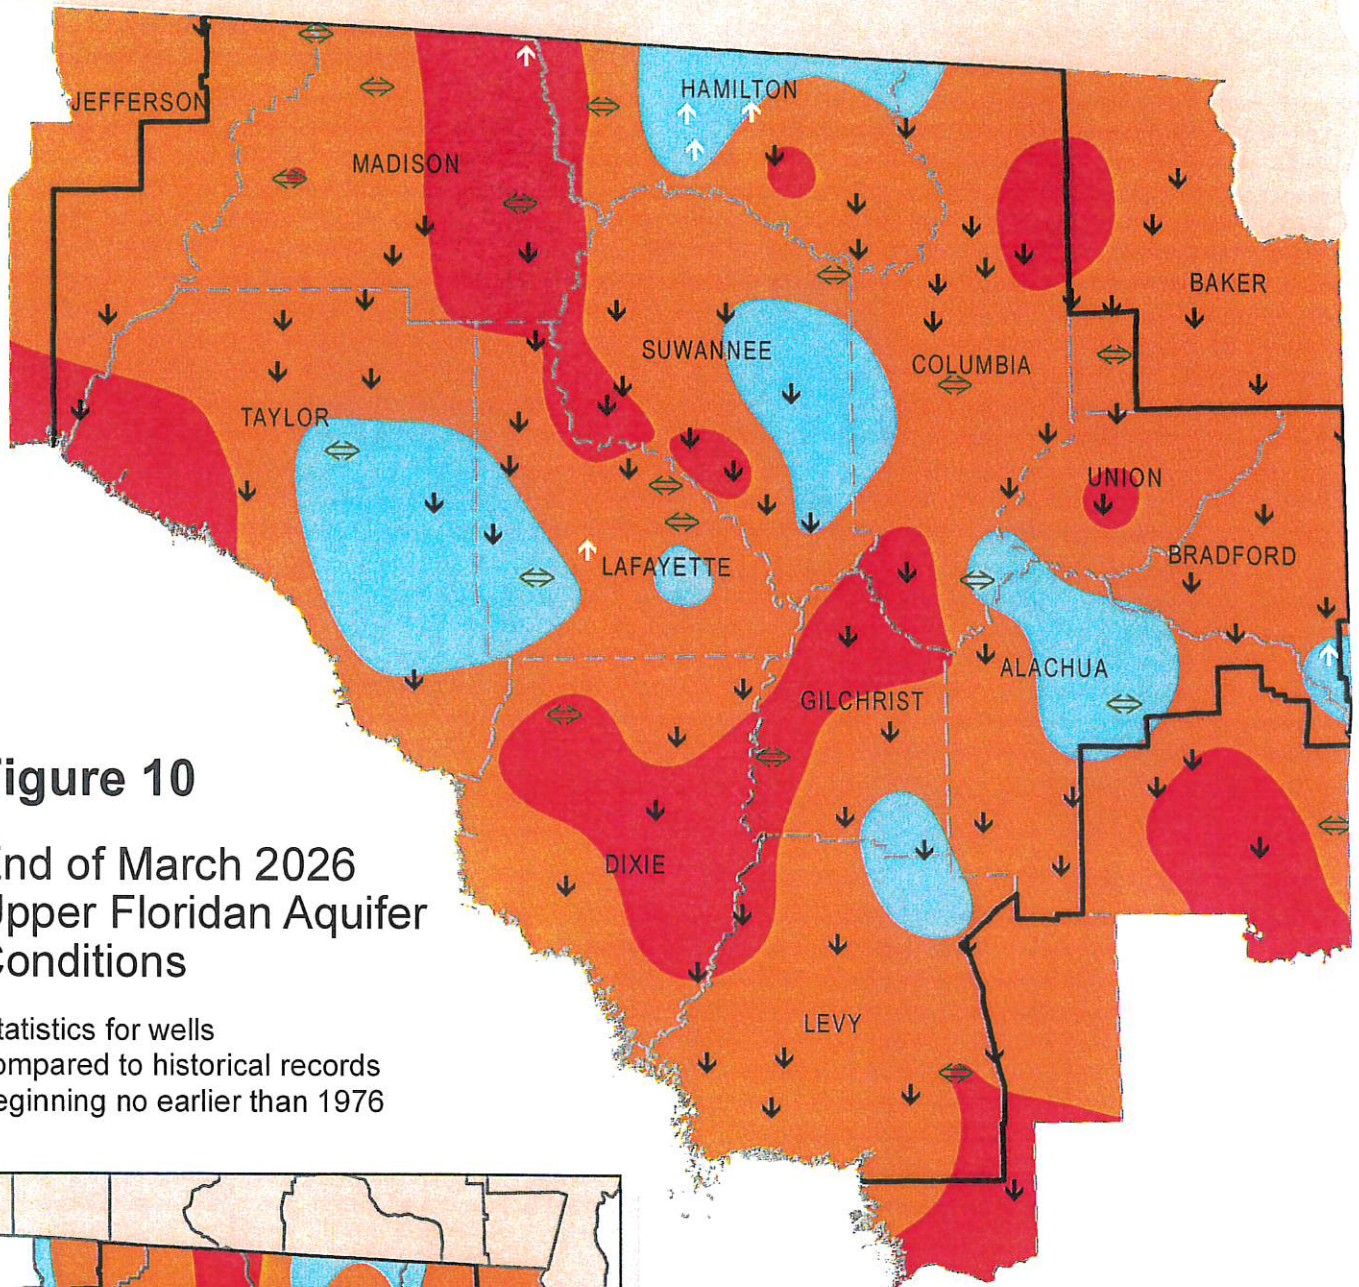 JEFFERSON
HAMILTON
MADISON
BAKER
SUWANNEE
COLUMBIA
TAYLOR
UNION
BRADFORD
LAFAYETTE
ALACHUA
GILCHRIST
DIXIE
LEVY
igure 10
nd of March 2026
pper Floridan Aquifer
onditions
tatistics for wells
ompared to historical records
eginning no earlier than 1976